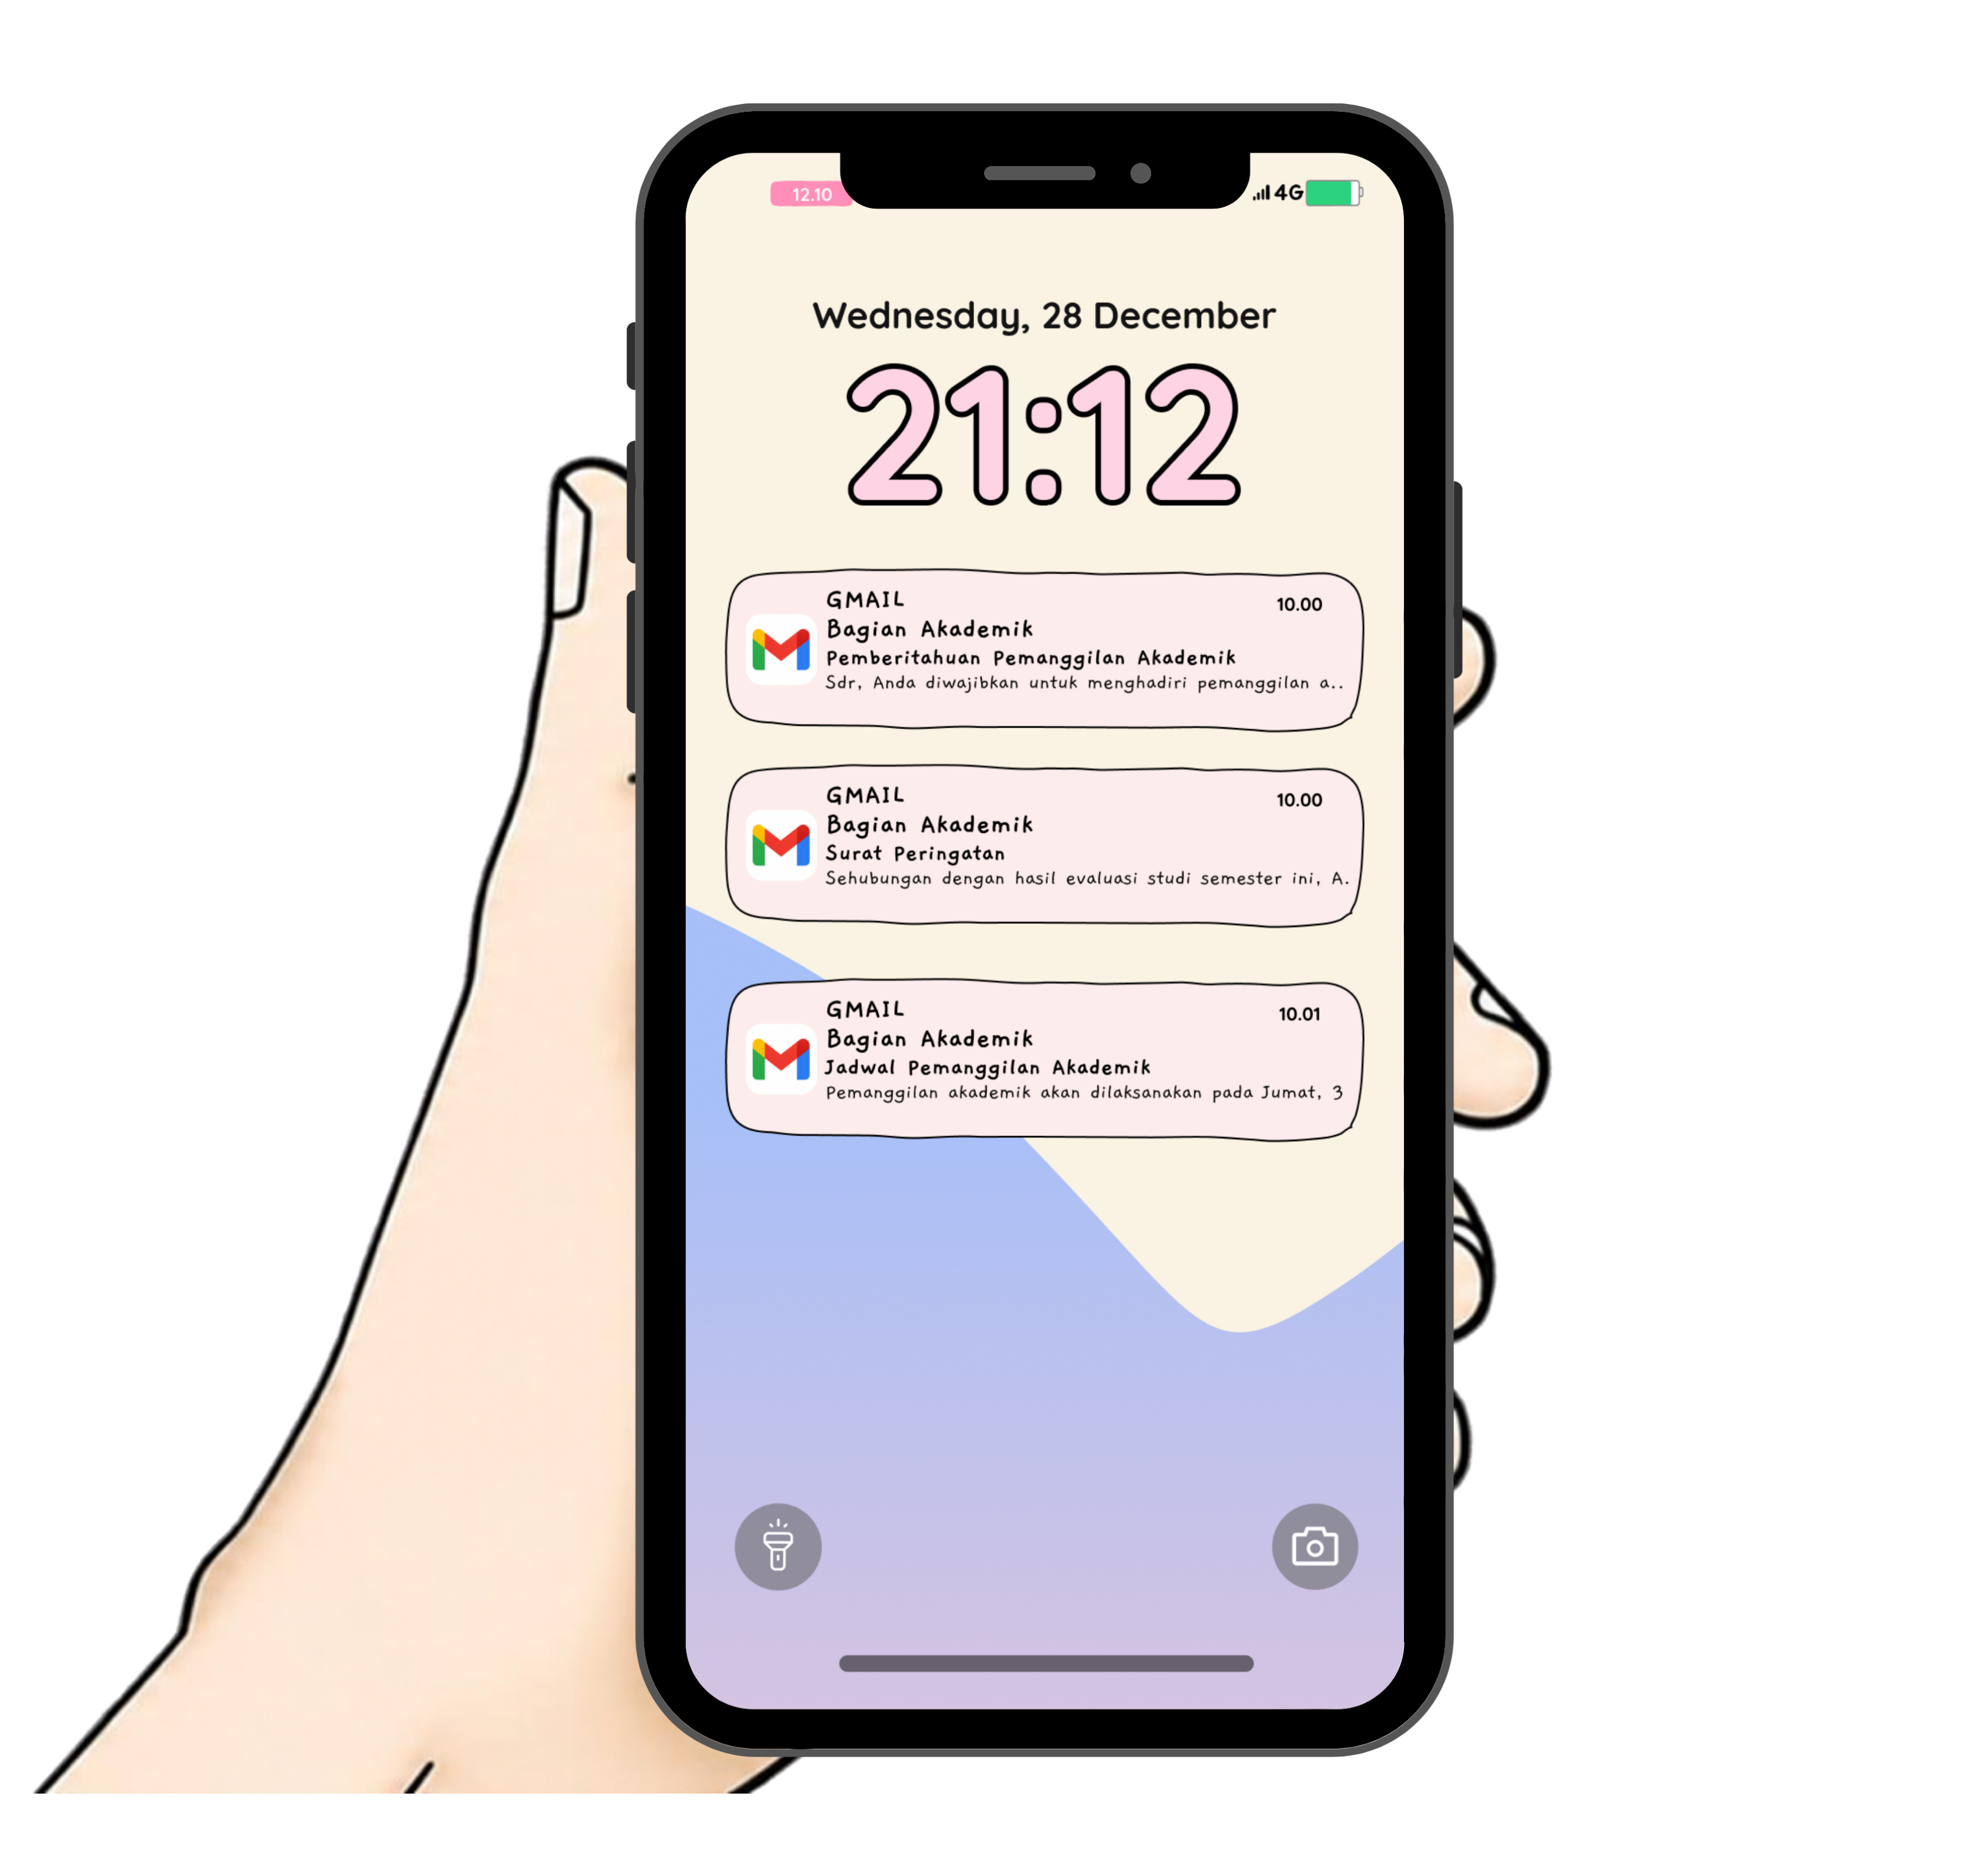 12.10
4G
Wednesday, 28 December
21:12
GMAIL
10.00
Bagian Akademik
Pemberitahuan Pemanggilan Akademik
Sdr, Anda diwajibkan untuk menghadiri pemanggilan a..
GMAIL
10.00
Bagian Akademik
Surat Peringatan
Sehubungan dengan hasil evaluasi studi semester ini, A.
GMAIL
10.01
Bagian Akademik
Jadwal Pemanggilan Akademik
Pemanggilan akademik akan dilaksanakan pada Jumat, 3